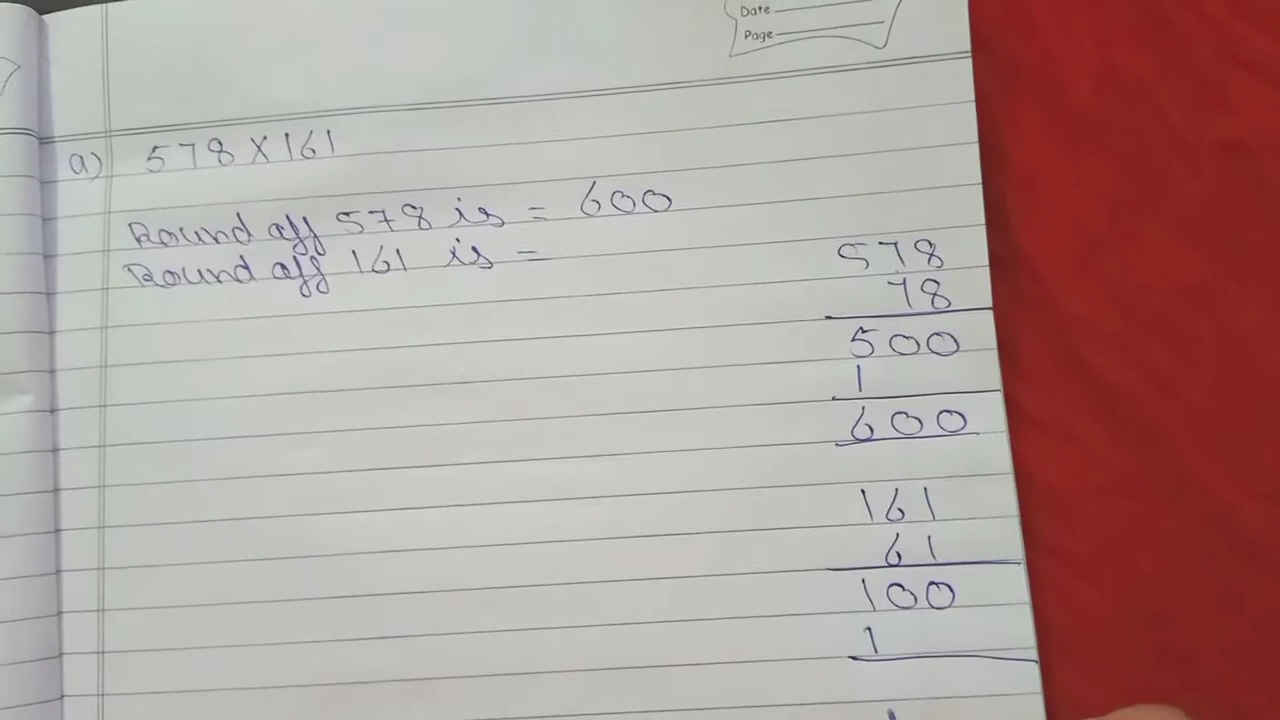 Date
Page
a) 578 X 161
Round off 578 is = 600
Round off 161 is =
578
78
500
1
600
161
61
100
1